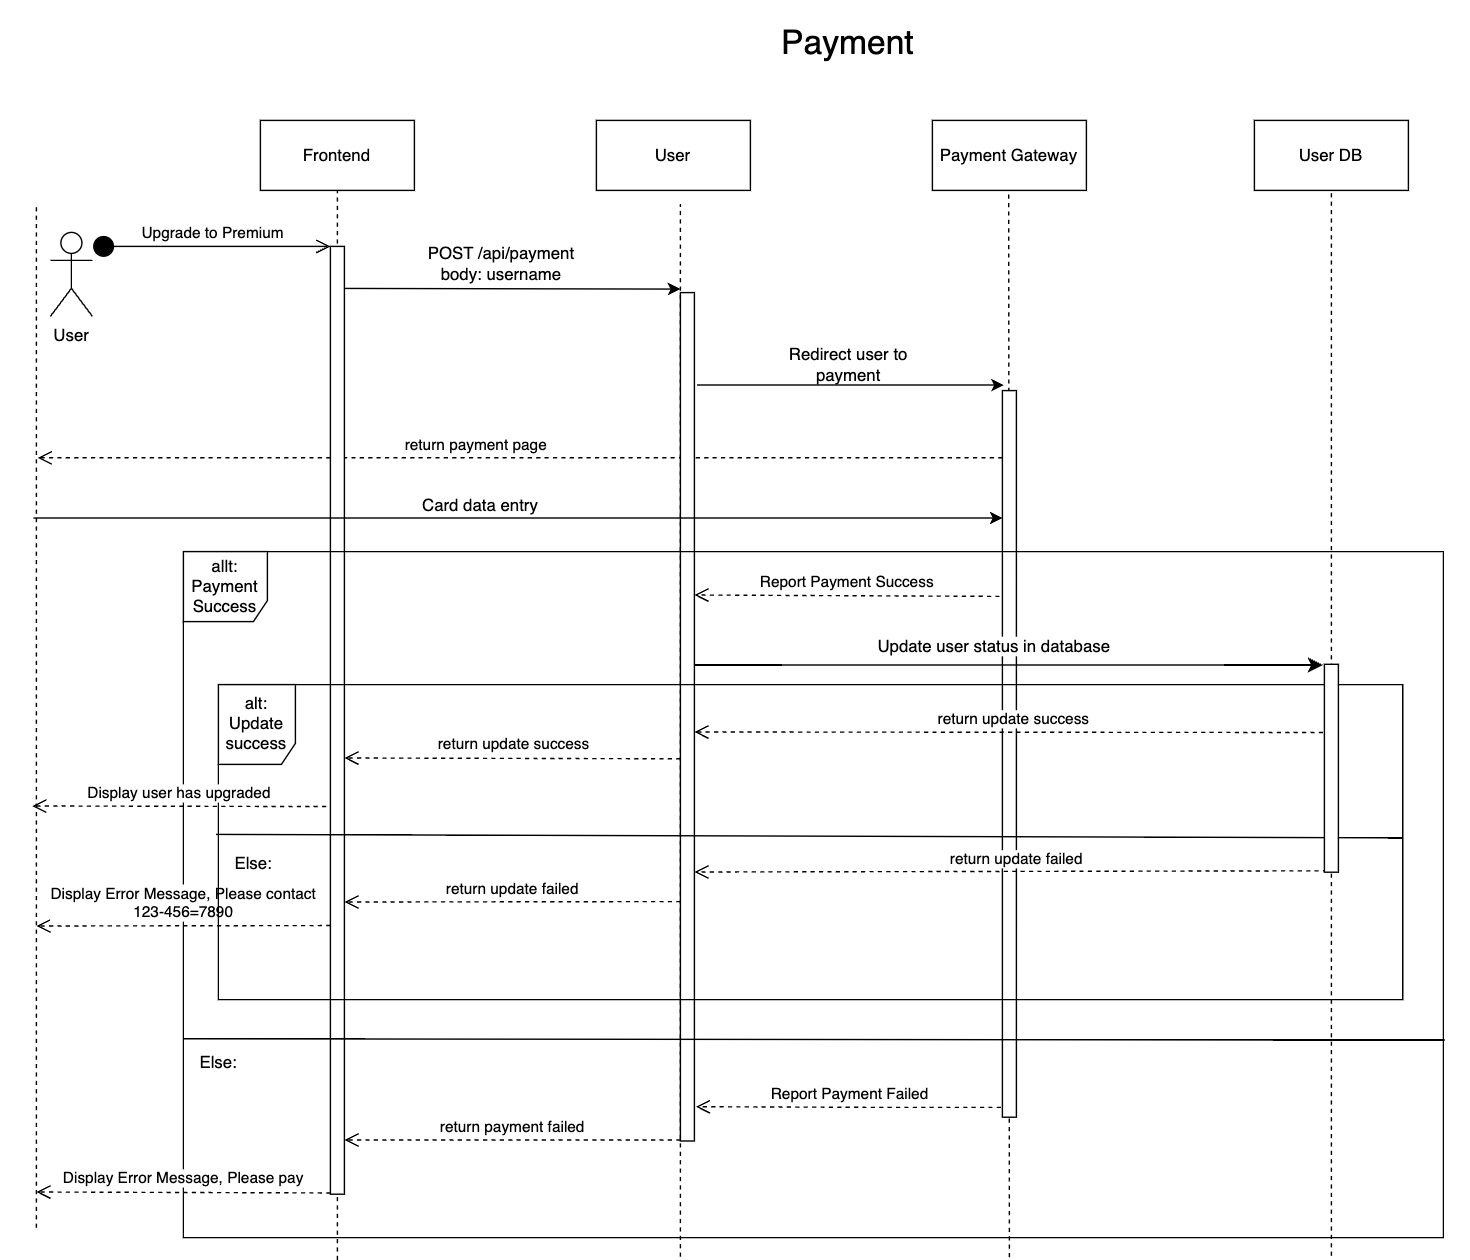 Payment
Frontend
User
Payment Gateway
User DB
Upgrade to Premium
User
POST /api/payment
body: username
Redirect user to
payment
return payment page
Card data entry
allt:
Payment
Success
Report Payment Success
Update user status in database
alt:
Update
success
return update success
return update success
Display user has upgraded
Else:
return update failed
return update failed
Display Error Message, Please contact
123-456=7890
Else:
Report Payment Failed
return payment failed
Display Error Message, Please pay